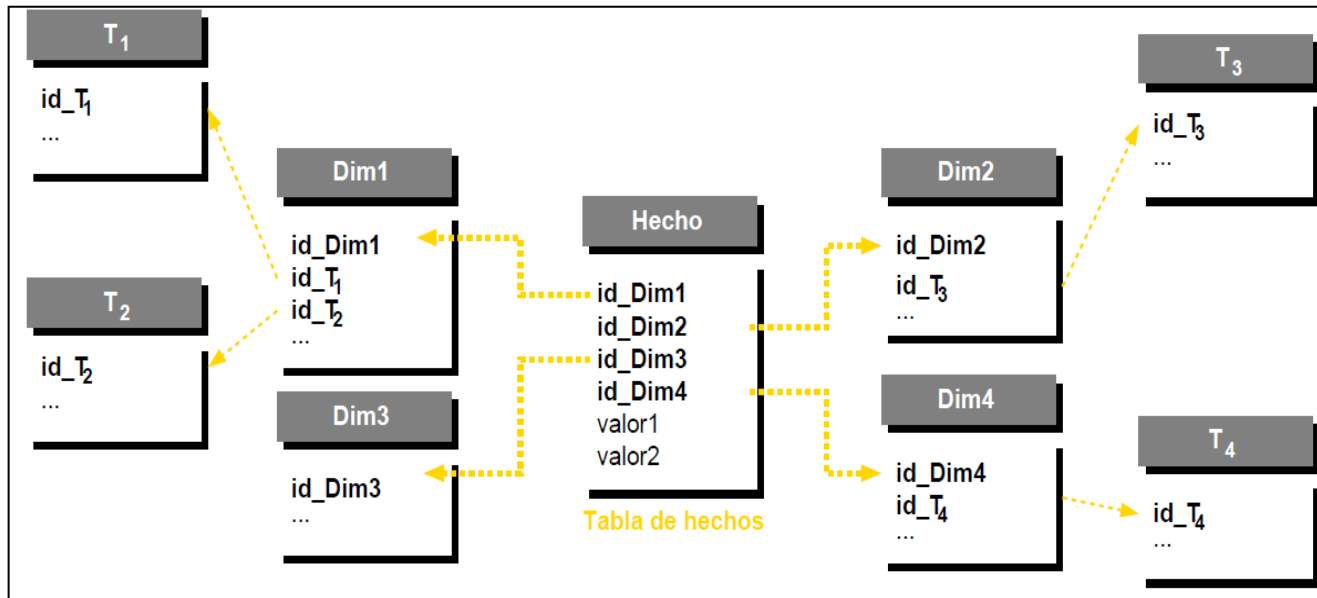 T1
id_T1
...
T2
id_T2
...
Dim1
id_Dim1
id_T1
id_T2
...
Dim3
id_Dim3
...
Hecho
id_Dim1
id_Dim2
id_Dim3
id_Dim4
valor1
valor2
Tabla de hechos
Dim2
id_Dim2
id_T3
...
Dim4
id_Dim4
id_T4
...
T3
id_T3
...
T4
id_T4
...